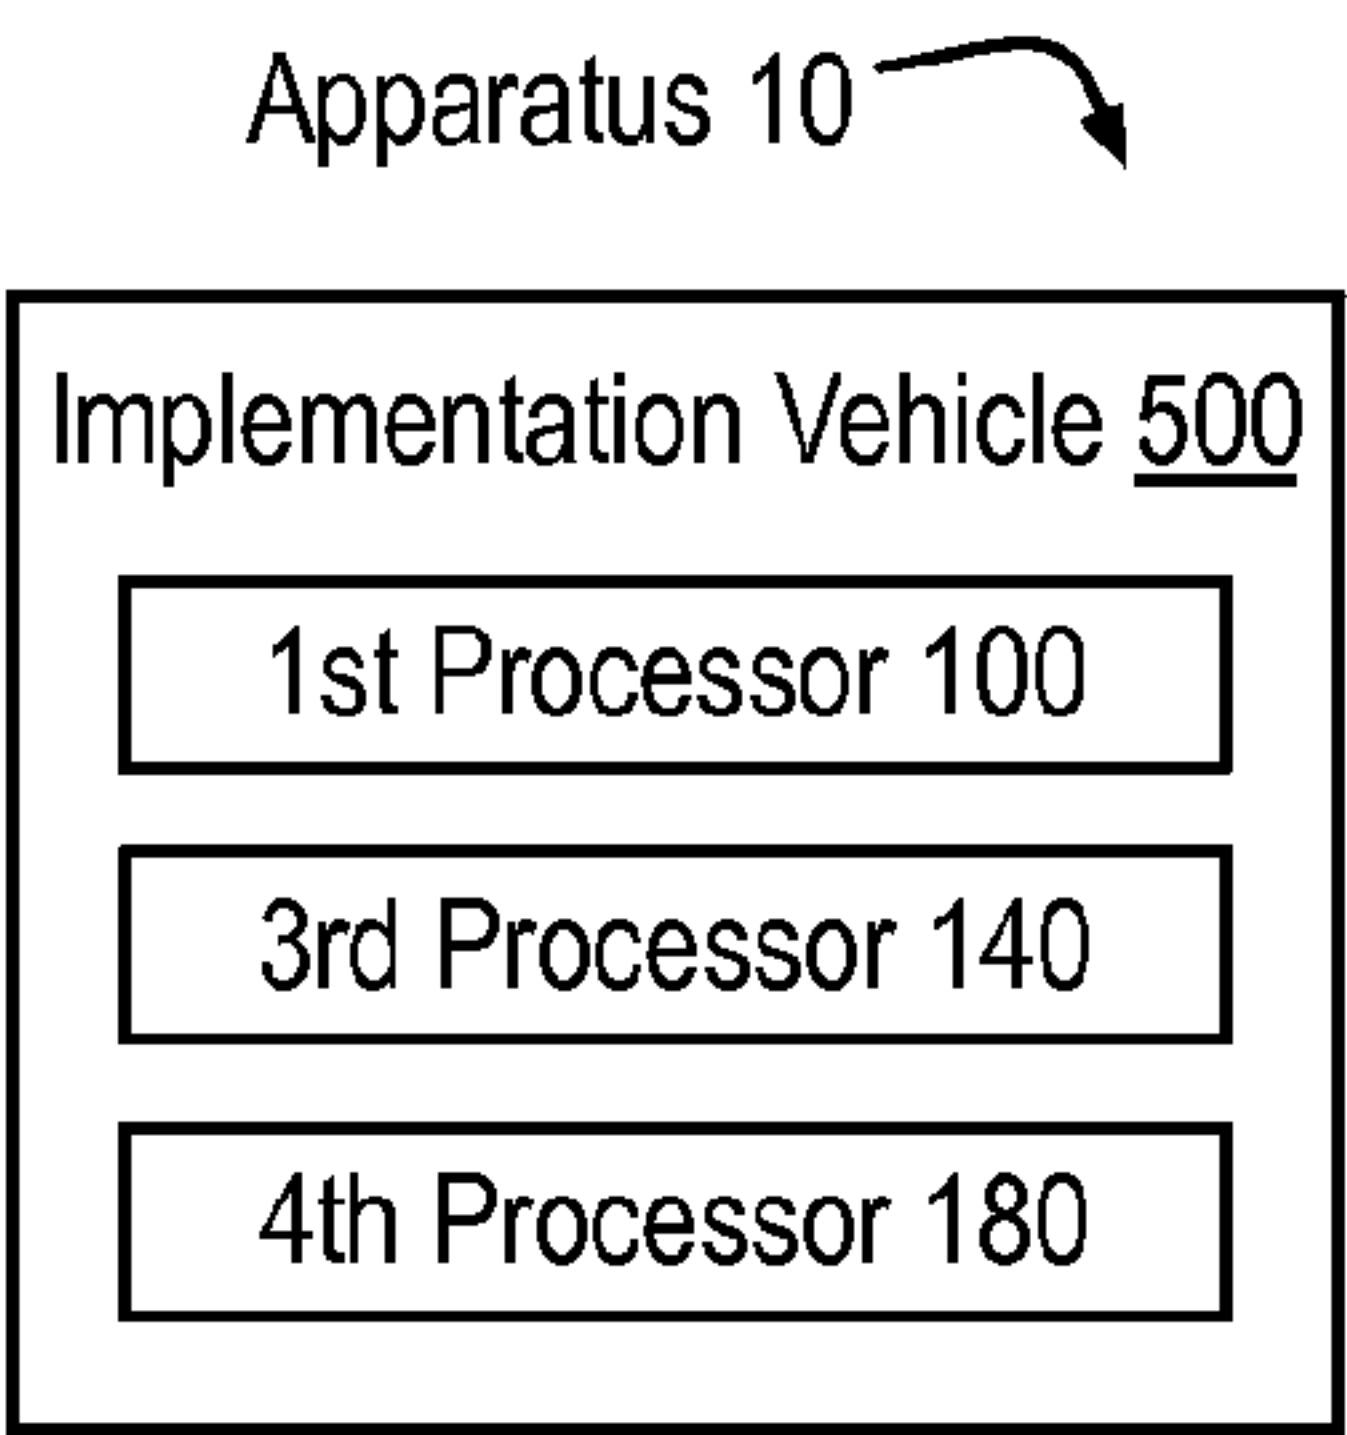 Apparatus 10
Implementation Vehicle 500
1st Processor 100
3rd Processor 140
4th Processor 180